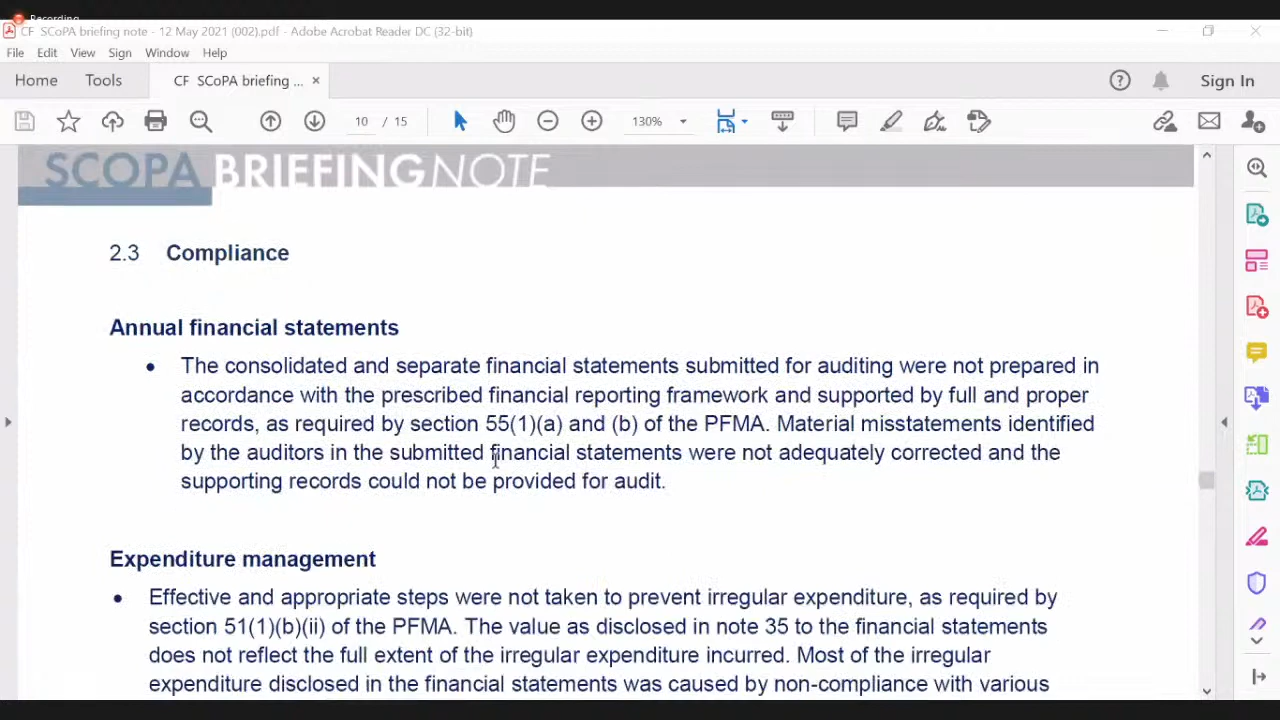 Recording
CF SCoPA briefing note - 12 May 2021 (002).pdf - Adobe Acrobat Reader DC (32-bit)
File Edit View Sign Window Help
Home Tools CF SCoPA briefing ... × Sign In
10 / 15 130%
SCOPA BRIEFINGNOTE
2.3 Compliance
Annual financial statements
• The consolidated and separate financial statements submitted for auditing were not prepared in
accordance with the prescribed financial reporting framework and supported by full and proper
records, as required by section 55(1)(a) and (b) of the PFMA. Material misstatements identified
by the auditors in the submitted financial statements were not adequately corrected and the
supporting records could not be provided for audit.
Expenditure management
• Effective and appropriate steps were not taken to prevent irregular expenditure, as required by
section 51(1)(b)(ii) of the PFMA. The value as disclosed in note 35 to the financial statements
does not reflect the full extent of the irregular expenditure incurred. Most of the irregular
expenditure disclosed in the financial statements was caused by non-compliance with various